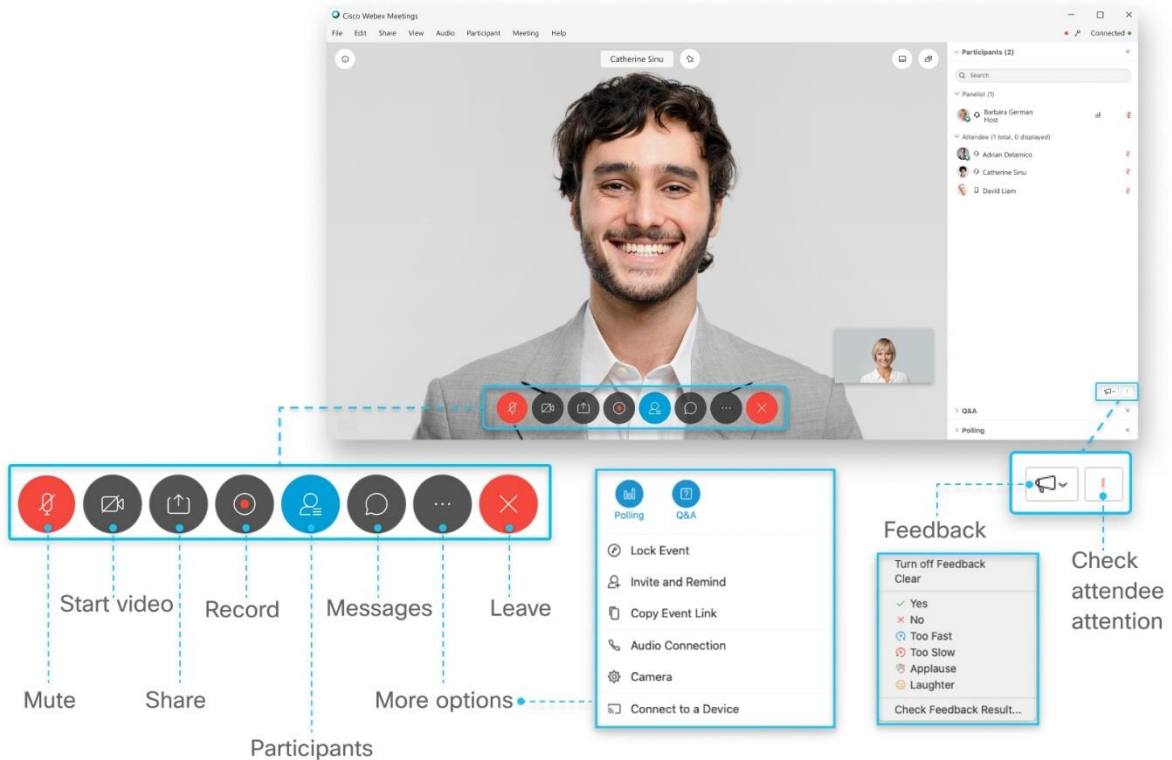 Cisco Webex Meetings
File Edit Share View Audio Participant Meeting Help
Connected
Catherine Sinu
Participants (2)
Search
Panelist (1)
Barbara German
Host
Attendee (1 total, 0 displayed)
Adrian Delamico
Catherine Sinu
David Liam
Q&A
Polling
Mute
Start video
Share
Record
Participants
Messages
More options
Leave
Polling Q&A
Lock Event
Invite and Remind
Copy Event Link
Audio Connection
Camera
Connect to a Device
Feedback
Turn off Feedback
Clear
Yes
No
Too Fast
Too Slow
Applause
Laughter
Check Feedback Result...
Check
attendee
attention